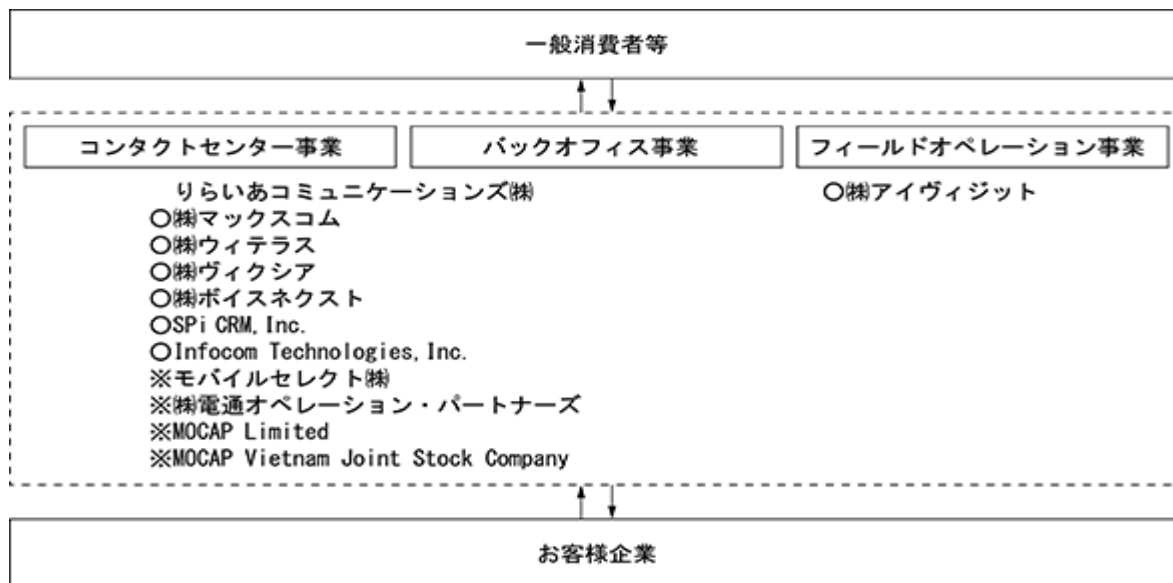 一般消費者等
コンタクトセンター事業
バックオフィス事業
フィールドオペレーション事業
りらいあコミュニケーションズ㈱
○㈱アイヴィジット
○㈱マックスコム
○㈱ウィテラス
○㈱ヴィクシア
○㈱ボイスネクスト
○SPi CRM, Inc.
○Infocom Technologies, Inc.
※モバイルセレクト㈱
※㈱電通オペレーション・パートナーズ
※MOCAP Limited
※MOCAP Vietnam Joint Stock Company
お客様企業